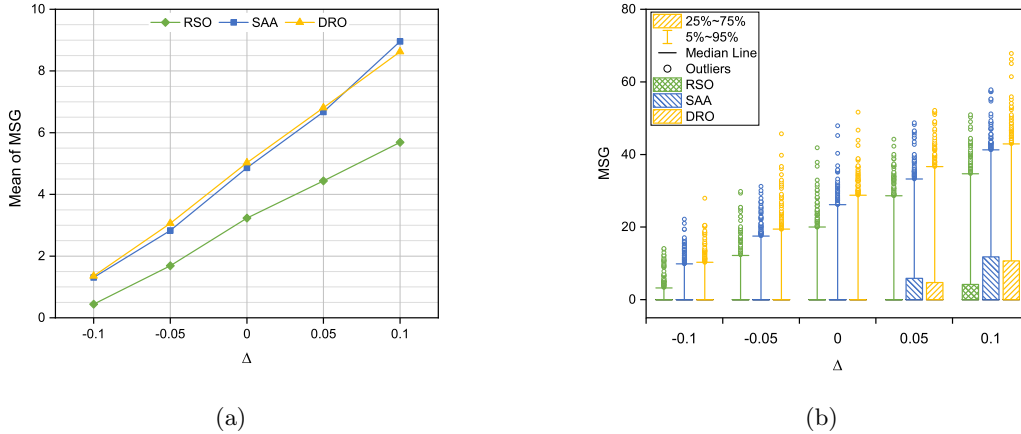 RSO SAA DRO
Mean of MSG
10
8
6
4
2
0
-0.1 -0.05 0 0.05 0.1
Δ
(a)
25%~75%
5%~95%
Median Line
Outliers
RSO
SAA
DRO
MSG
80
60
40
20
0
-0.1 -0.05 0 0.05 0.1
Δ
(b)